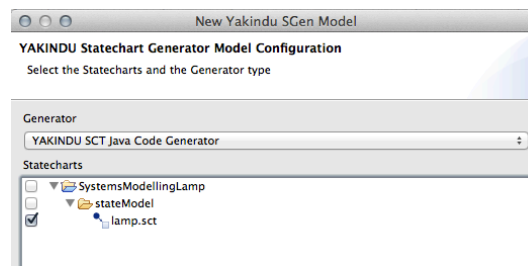 New Yakindu SGen Model
YAKINDU Statechart Generator Model Configuration
Select the Statecharts and the Generator type
Generator
YAKINDU SCT Java Code Generator
Statecharts
SystemsModellingLamp
stateModel
lamp.sct